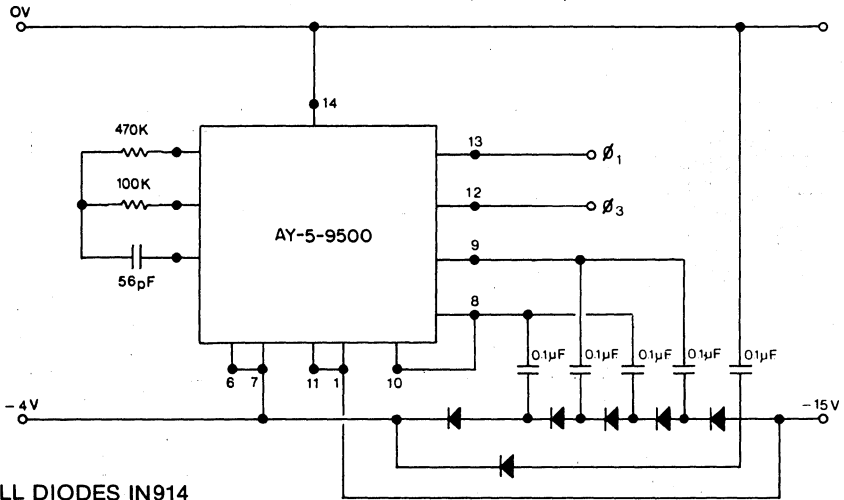 0V
14
470K
13
Ø1
100K
12
Ø3
AY-5-9500
9
56pF
8
0.1µF
0.1µF
0.1µF
0.1µF
0.1µF
6
7
11
1
10
-4V
-15V
LL DIODES IN914